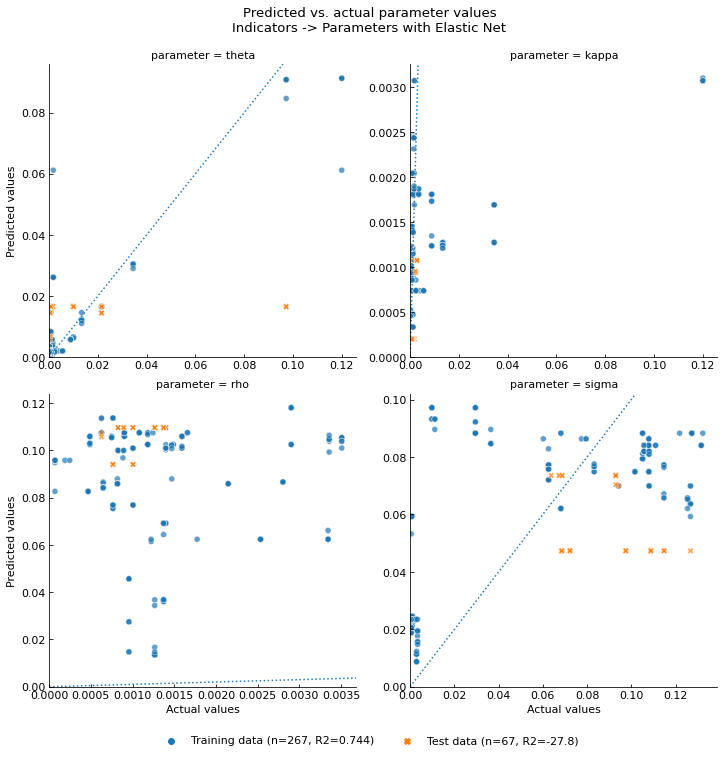 Predicted vs. actual parameter values
Indicators -> Parameters with Elastic Net
parameter = theta
parameter = kappa
0.08
0.06
0.04
0.02
0.00
Predicted values
0.00 0.02 0.04 0.06 0.08 0.10 0.12
0.0030
0.0025
0.0020
0.0015
0.0010
0.0005
0.0000
0.00 0.02 0.04 0.06 0.08 0.10 0.12
parameter = rho
parameter = sigma
0.12
0.10
0.08
0.06
0.04
0.02
0.00
Predicted values
0.0000 0.0005 0.0010 0.0015 0.0020 0.0025 0.0030 0.0035
Actual values
0.10
0.08
0.06
0.04
0.02
0.00
0.00 0.02 0.04 0.06 0.08 0.10 0.12
Actual values
Training data (n=267, R2=0.744)
Test data (n=67, R2=-27.8)